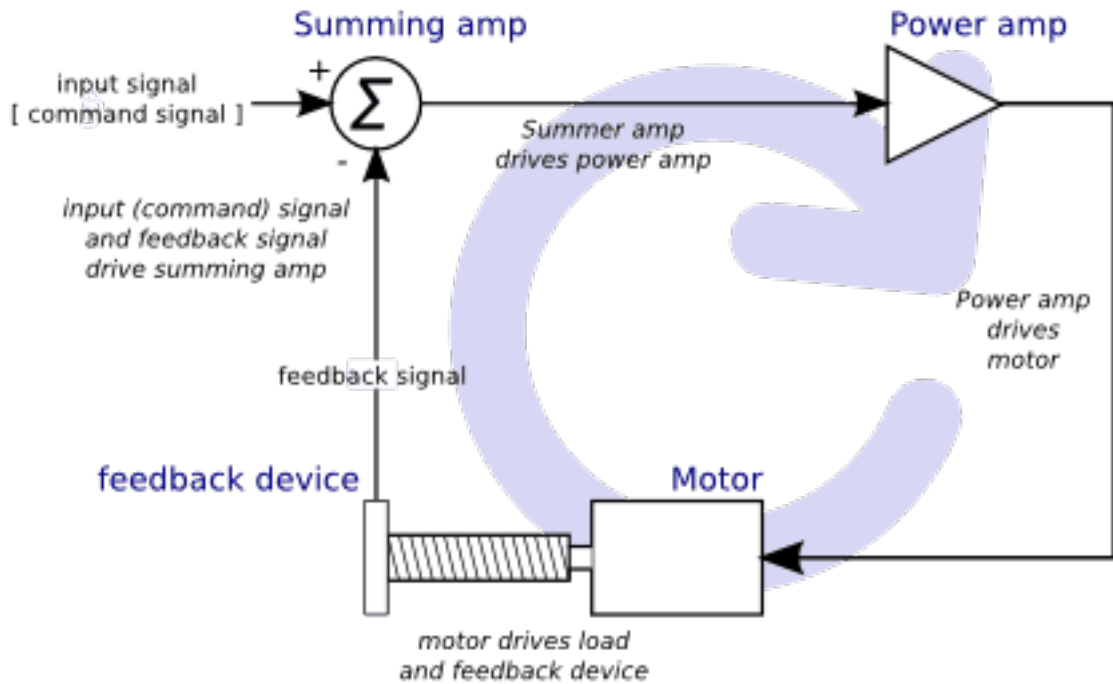 Summing amp
Power amp
input signal
[ command signal ]
+
Σ
-
Summer amp
drives power amp
input (command) signal
and feedback signal
drive summing amp
Power amp
drives
motor
feedback signal
feedback device
Motor
motor drives load
and feedback device